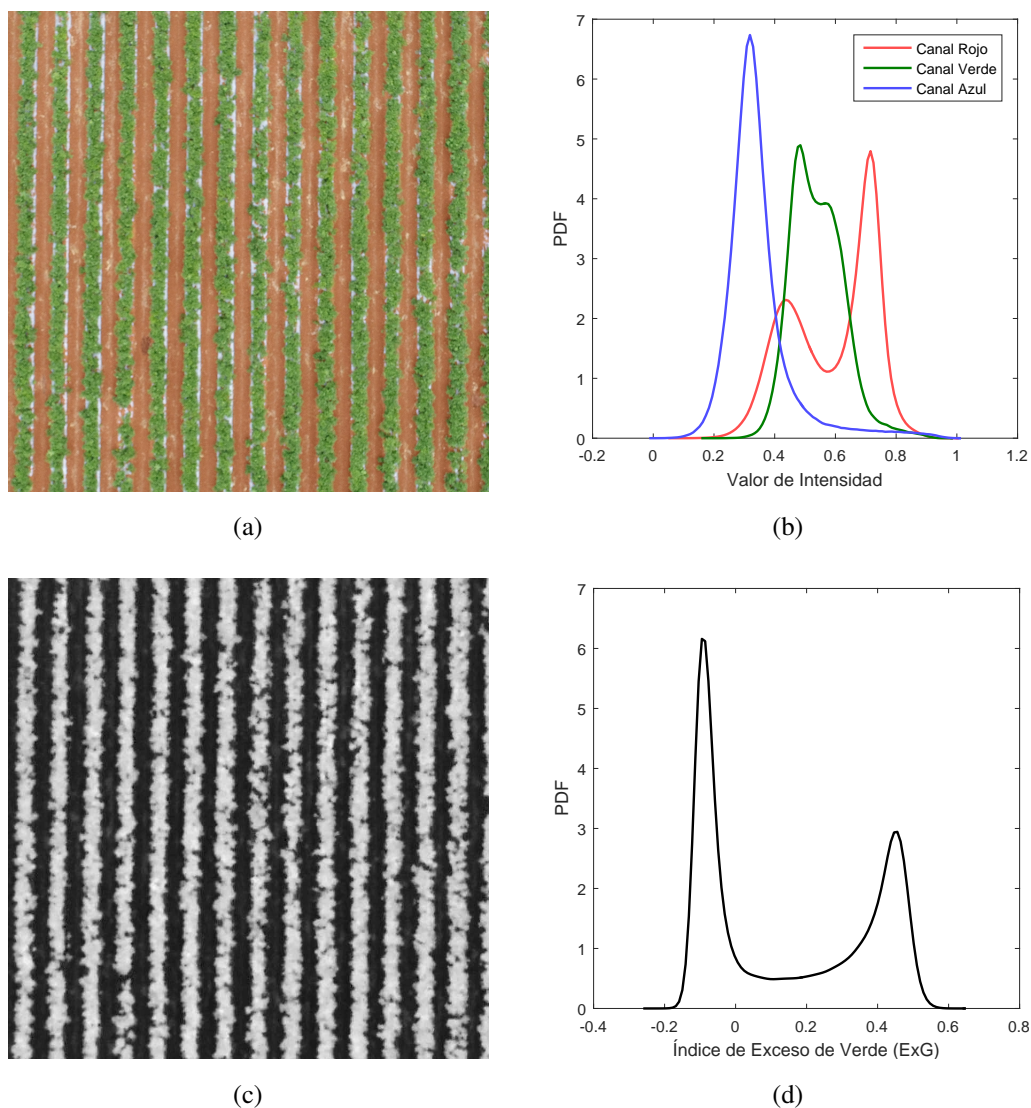 7
6
5
4
3
2
1
0
PDF
Canal Rojo
Canal Verde
Canal Azul
-0.2 0 0.2 0.4 0.6 0.8 1 1.2
Valor de Intensidad
(a) (b)
7
6
5
4
3
2
1
0
PDF
-0.4 -0.2 0 0.2 0.4 0.6 0.8
Índice de Exceso de Verde (ExG)
(c) (d)